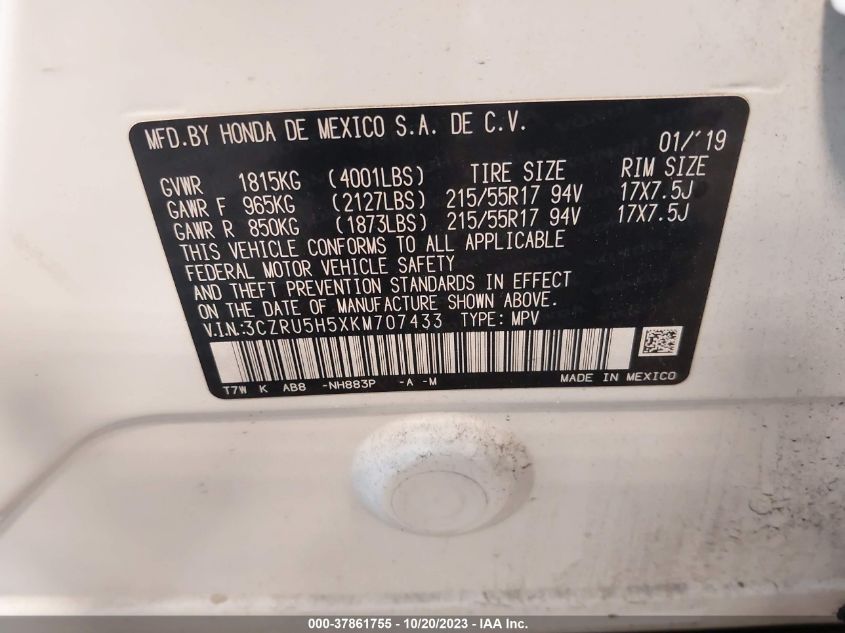 MFD.BY HONDA DE MEXICO S.A. DE C.V. 01/'19
GVWR 1815KG (4001LBS) TIRE SIZE RIM SIZE
GAWR F 965KG (2127LBS) 215/55R17 94V 17X7.5J
GAWR R 850KG (1873LBS) 215/55R17 94V 17X7.5J
THIS VEHICLE CONFORMS TO ALL APPLICABLE
FEDERAL MOTOR VEHICLE SAFETY
AND THEFT PREVENTION STANDARDS IN EFFECT
ON THE DATE OF MANUFACTURE SHOWN ABOVE.
V.I.N:3CZRU5H5XKM707433 TYPE: MPV
T7W K AB8 -NH883P -A -M MADE IN MEXICO
000-37861755 - 10/20/2023 - IAA Inc.